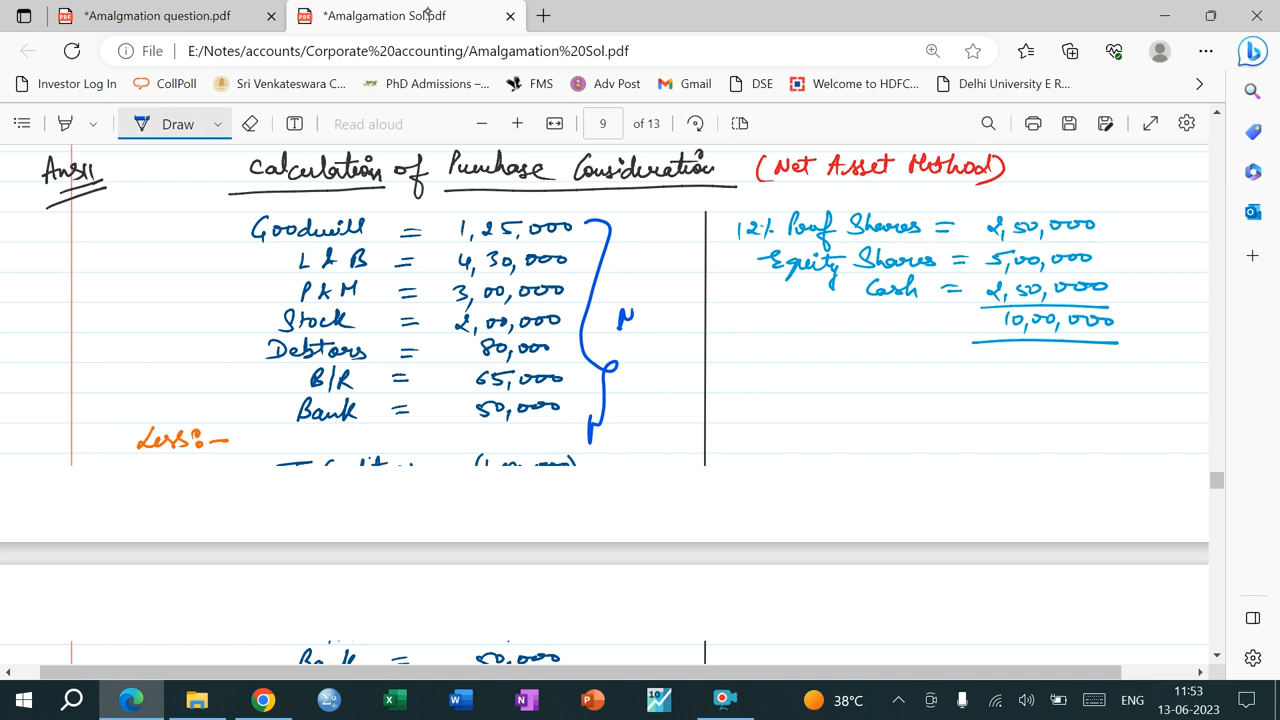 *Amalgmation question.pdf
*Amalgamation Sol.pdf
File E:/Notes/accounts/Corporate%20accounting/Amalgamation%20Sol.pdf
Investor Log In CollPoll Sri Venkateswara C... PhD Admissions –... FMS Adv Post Gmail DSE Welcome to HDFC... Delhi University E R...
Draw Read aloud 9 of 13
Ans11 Calculation of Purchase Consideration (Net Asset Method)
Goodwill = 1,25,000
L & B = 4,30,000
P & M = 3,00,000
Stock = 2,00,000
Debtors = 80,000
B/R = 65,000
Bank = 50,000
Less:-
12% Pref Shares = 2,50,000
Equity Shares = 5,00,000
Cash = 2,50,000
10,00,000
Bank = 50,000
38°C ENG 11:53
13-06-2023